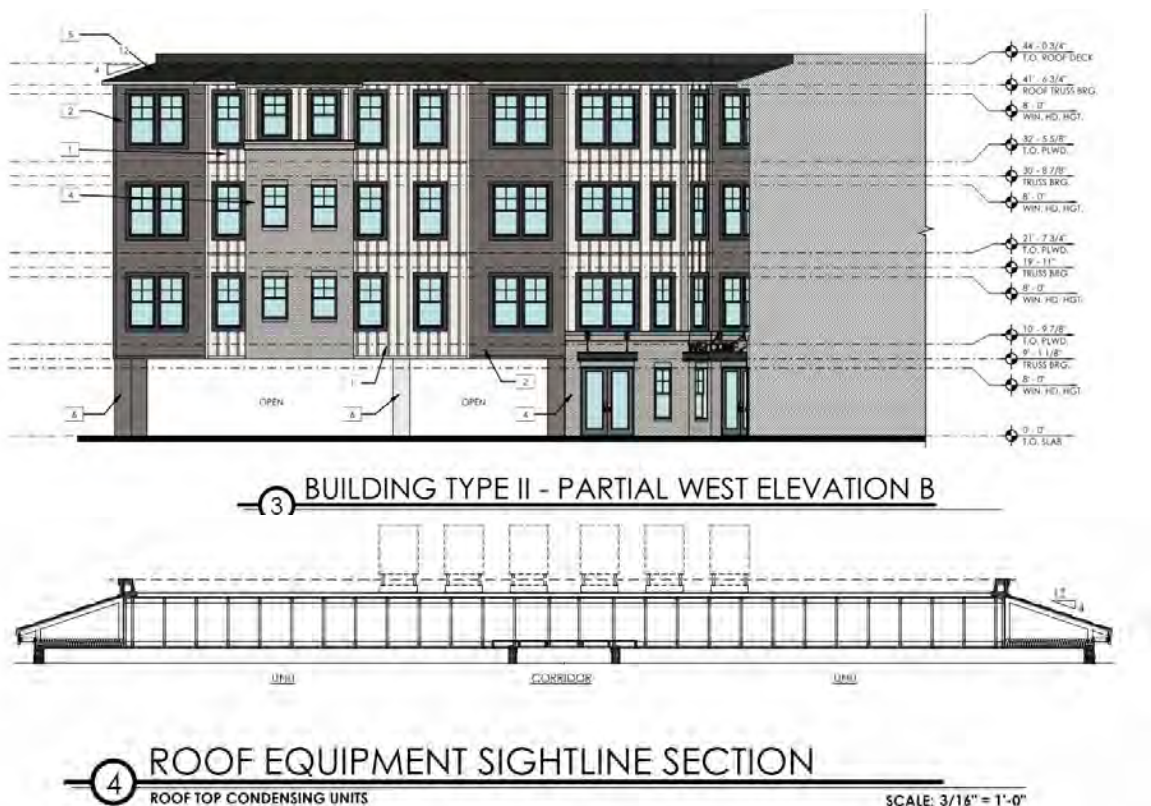 5
12
4
2
1
4
1
2
6
8
4
OPEN
OPEN
WELCOME
44' - 0 3/4"
T.O. ROOF DECK
41' - 6 3/4"
ROOF TRUSS BRG.
8' - 0"
WIN. HD. HGT.
32' - 5 5/8"
T.O. PLWD.
30' - 8 7/8"
TRUSS BRG.
8' - 0"
WIN. HD. HGT.
21' - 7 3/4"
T.O. PLWD.
19' - 11"
TRUSS BRG.
8' - 0"
WIN. HD. HGT.
10' - 9 7/8"
T.O. PLWD.
9' - 1 1/8"
TRUSS BRG.
8' - 0"
WIN. HD. HGT.
0' - 0"
T.O. SLAB
3 BUILDING TYPE II - PARTIAL WEST ELEVATION B
12
4
UNIT
CORRIDOR
UNIT
4 ROOF EQUIPMENT SIGHTLINE SECTION
ROOF TOP CONDENSING UNITS SCALE: 3/16" = 1'-0"